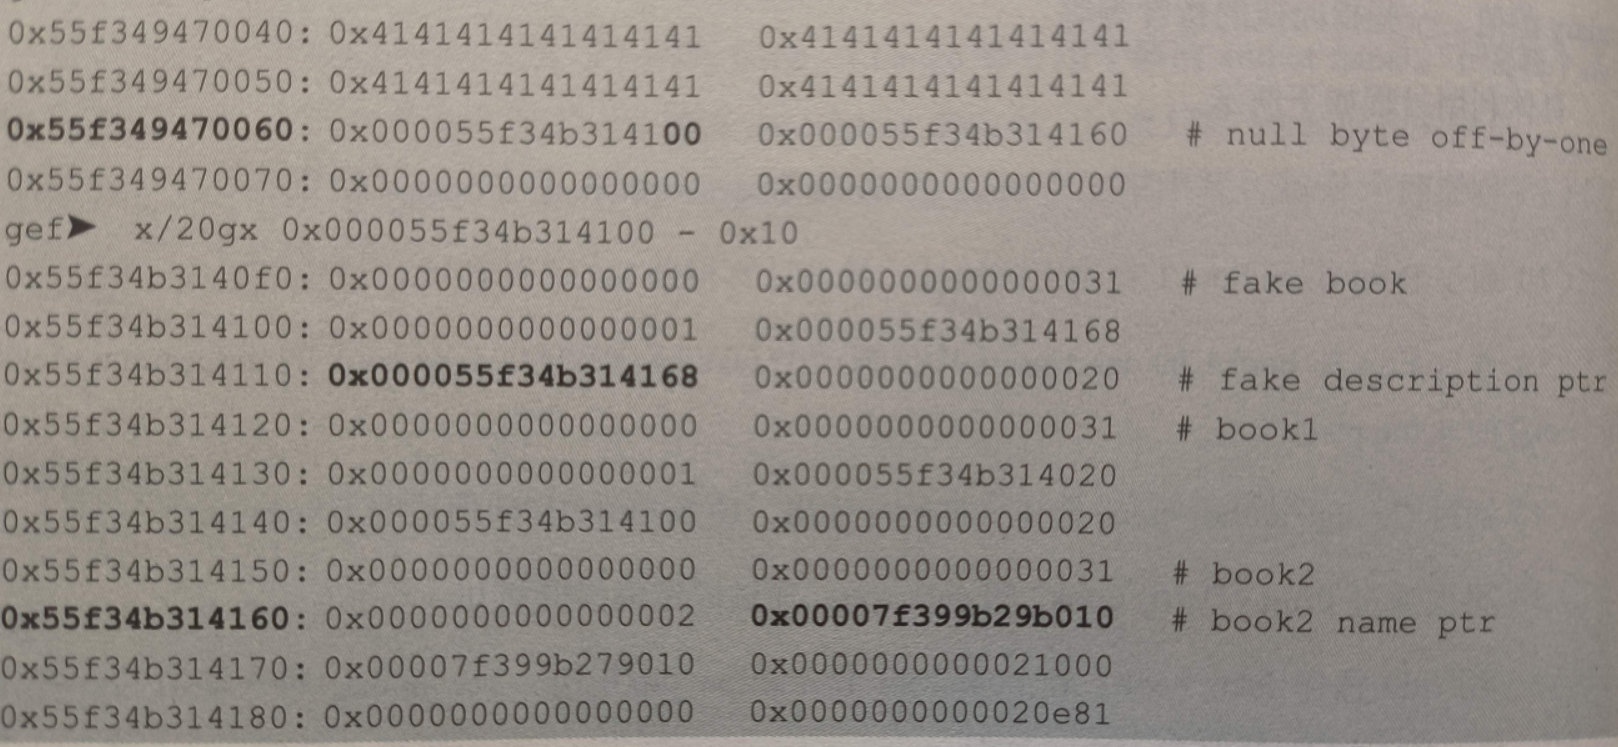 0x55f349470040: 0x4141414141414141 0x4141414141414141
0x55f349470050: 0x4141414141414141 0x4141414141414141
0x55f349470060: 0x000055f34b314100 0x000055f34b314160 # null byte off-by-one
0x55f349470070: 0x0000000000000000 0x0000000000000000
gef➤ x/20gx 0x000055f34b314100 - 0x10
0x55f34b3140f0: 0x0000000000000000 0x0000000000000031 # fake book
0x55f34b314100: 0x0000000000000001 0x000055f34b314168
0x55f34b314110: 0x000055f34b314168 0x0000000000000020 # fake description ptr
0x55f34b314120: 0x0000000000000000 0x0000000000000031 # book1
0x55f34b314130: 0x0000000000000001 0x000055f34b314020
0x55f34b314140: 0x000055f34b314100 0x0000000000000020
0x55f34b314150: 0x0000000000000000 0x0000000000000031 # book2
0x55f34b314160: 0x0000000000000002 0x00007f399b29b010 # book2 name ptr
0x55f34b314170: 0x00007f399b279010 0x0000000000021000
0x55f34b314180: 0x0000000000000000 0x0000000000020e81